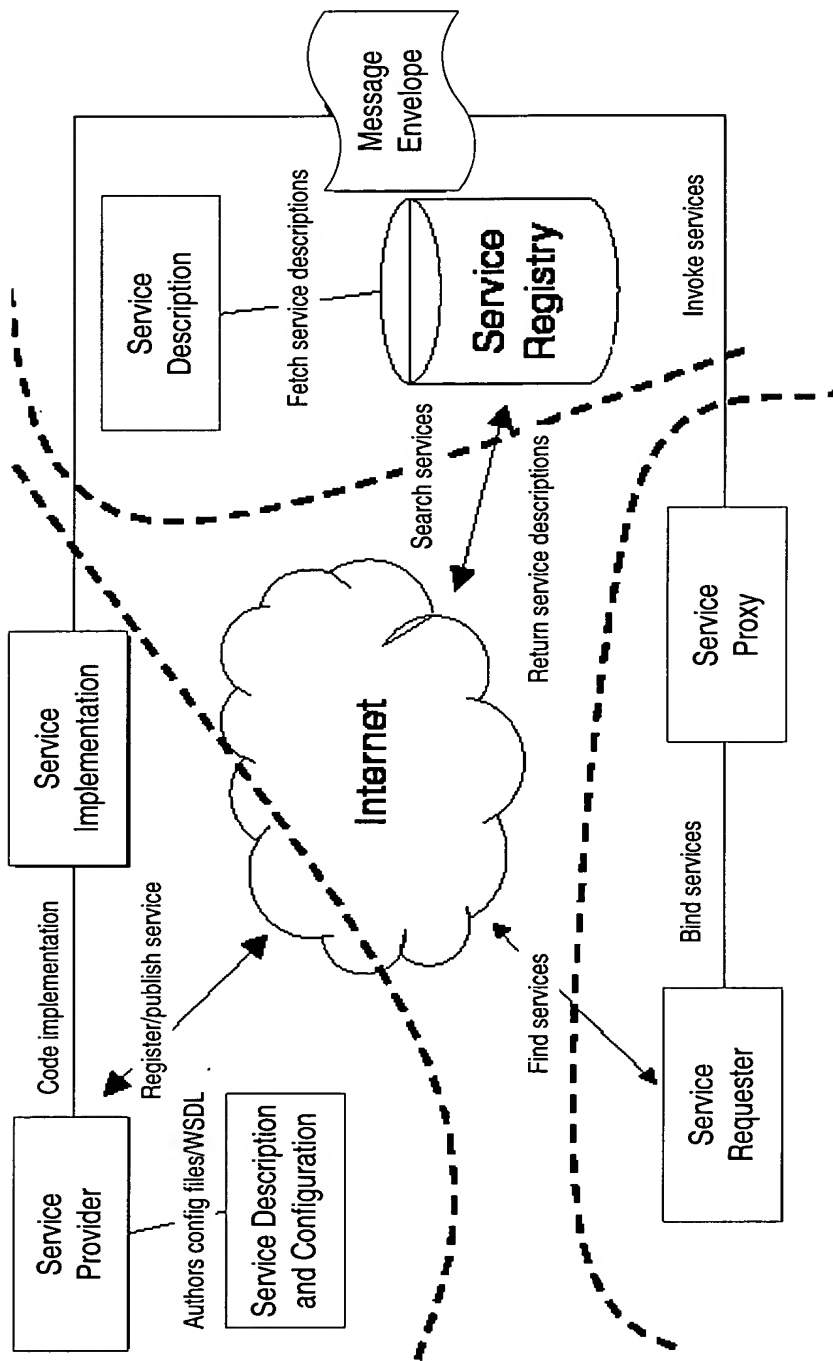 Service
Provider
Code implementation
Service
Implementation
Authors config files/WSDL
Register/publish service
Service Description
and Configuration
Service
Description
Fetch service descriptions
Message
Envelope
Internet
Search services
Return service descriptions
Service
Registry
Find services
Service
Requester
Bind services
Service
Proxy
Invoke services